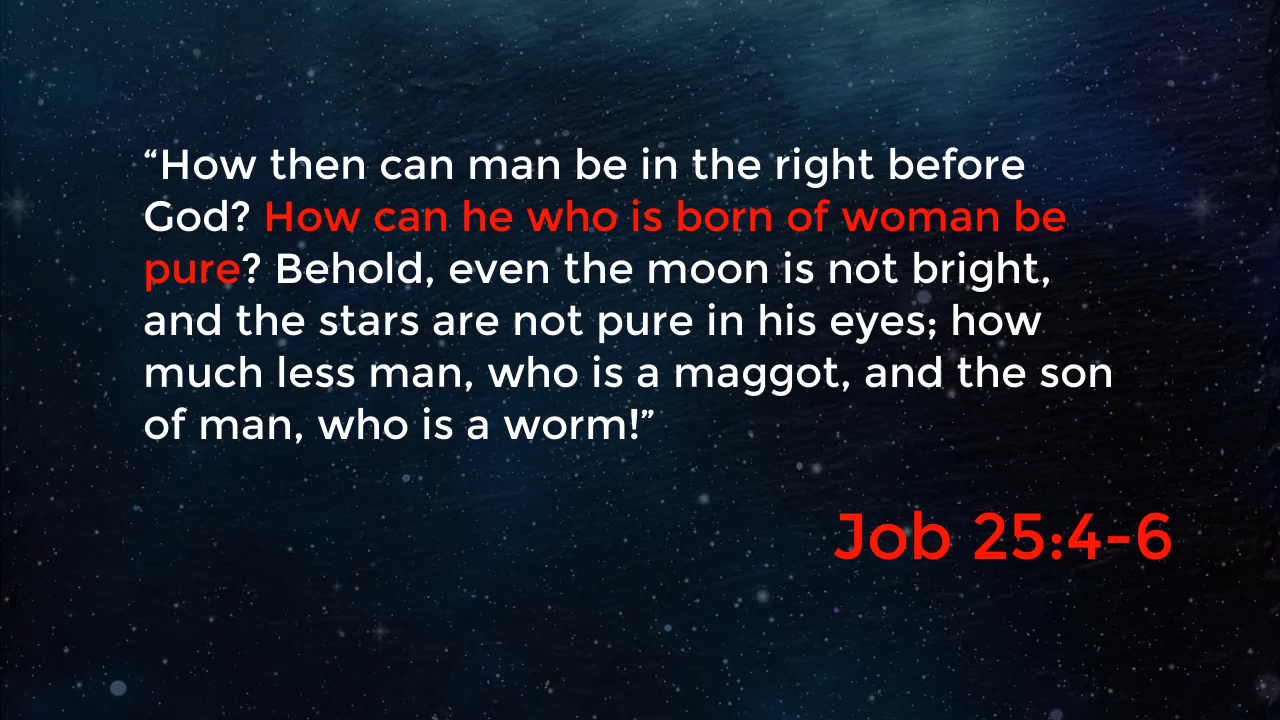 “How then can man be in the right before
God? How can he who is born of woman be
pure? Behold, even the moon is not bright,
and the stars are not pure in his eyes; how
much less man, who is a maggot, and the son
of man, who is a worm!”
Job 25:4-6